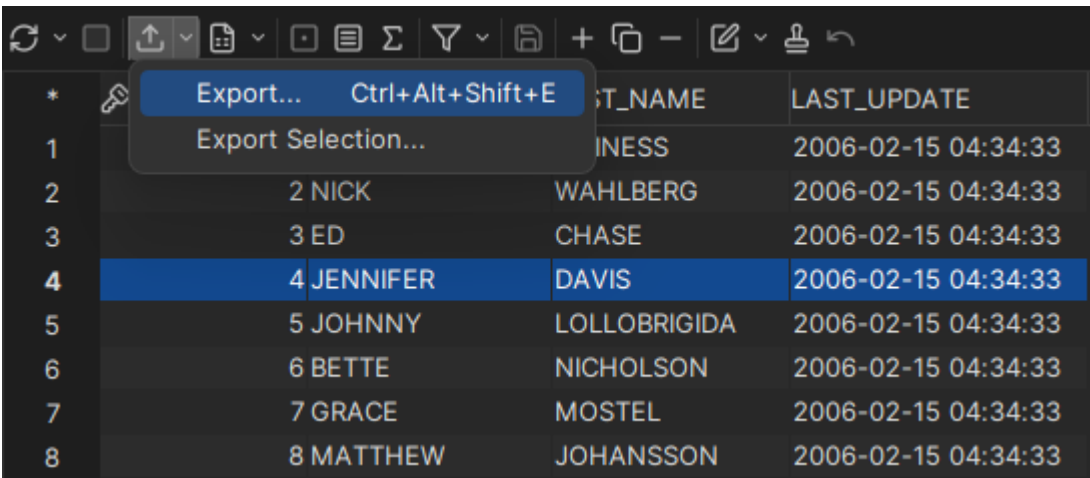 Export... Ctrl+Alt+Shift+E
* ST_NAME LAST_UPDATE
Export Selection...
1 INESS 2006-02-15 04:34:33
2 2 NICK WAHLBERG 2006-02-15 04:34:33
3 3 ED CHASE 2006-02-15 04:34:33
4 4 JENNIFER DAVIS 2006-02-15 04:34:33
5 5 JOHNNY LOLLOBRIGIDA 2006-02-15 04:34:33
6 6 BETTE NICHOLSON 2006-02-15 04:34:33
7 7 GRACE MOSTEL 2006-02-15 04:34:33
8 8 MATTHEW JOHANSSON 2006-02-15 04:34:33